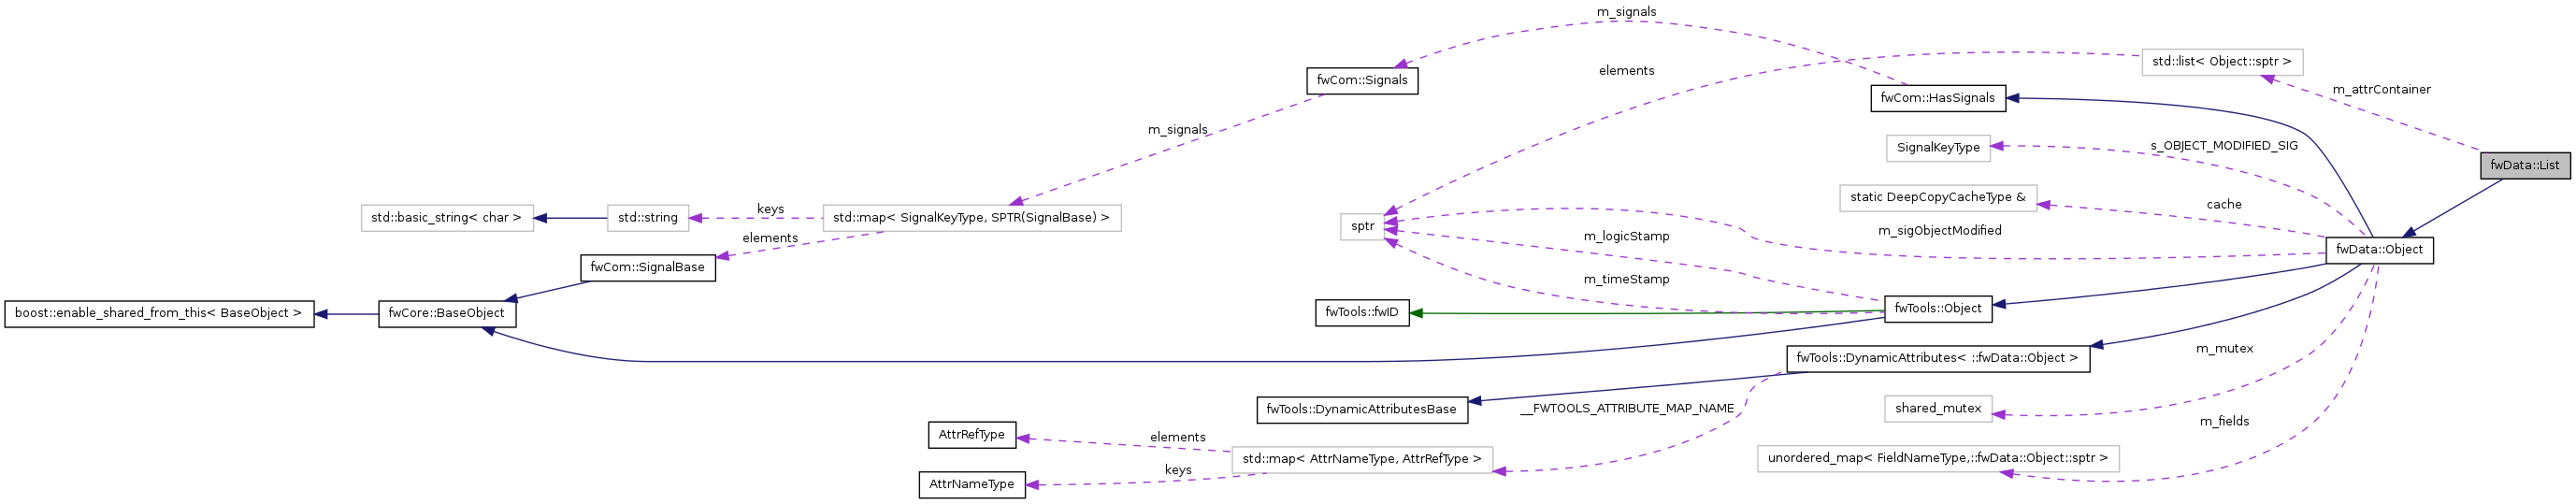 m_signals
fwCom::Signals
elements
std::list< Object::sptr >
m_attrContainer
fwCom::HasSignals
m_signals
SignalKeyType
s_OBJECT_MODIFIED_SIG
fwData::List
static DeepCopyCacheType &
cache
std::basic_string< char >
std::string
keys
std::map< SignalKeyType, SPTR(SignalBase) >
elements
sptr
m_logicStamp
m_sigObjectModified
fwData::Object
fwCom::SignalBase
m_timeStamp
boost::enable_shared_from_this< BaseObject >
fwCore::BaseObject
fwTools::fwID
fwTools::Object
fwTools::DynamicAttributes< ::fwData::Object >
m_mutex
fwTools::DynamicAttributesBase
__FWTOOLS_ATTRIBUTE_MAP_NAME
shared_mutex
m_fields
AttrRefType
elements
std::map< AttrNameType, AttrRefType >
unordered_map< FieldNameType,::fwData::Object::sptr >
keys
AttrNameType